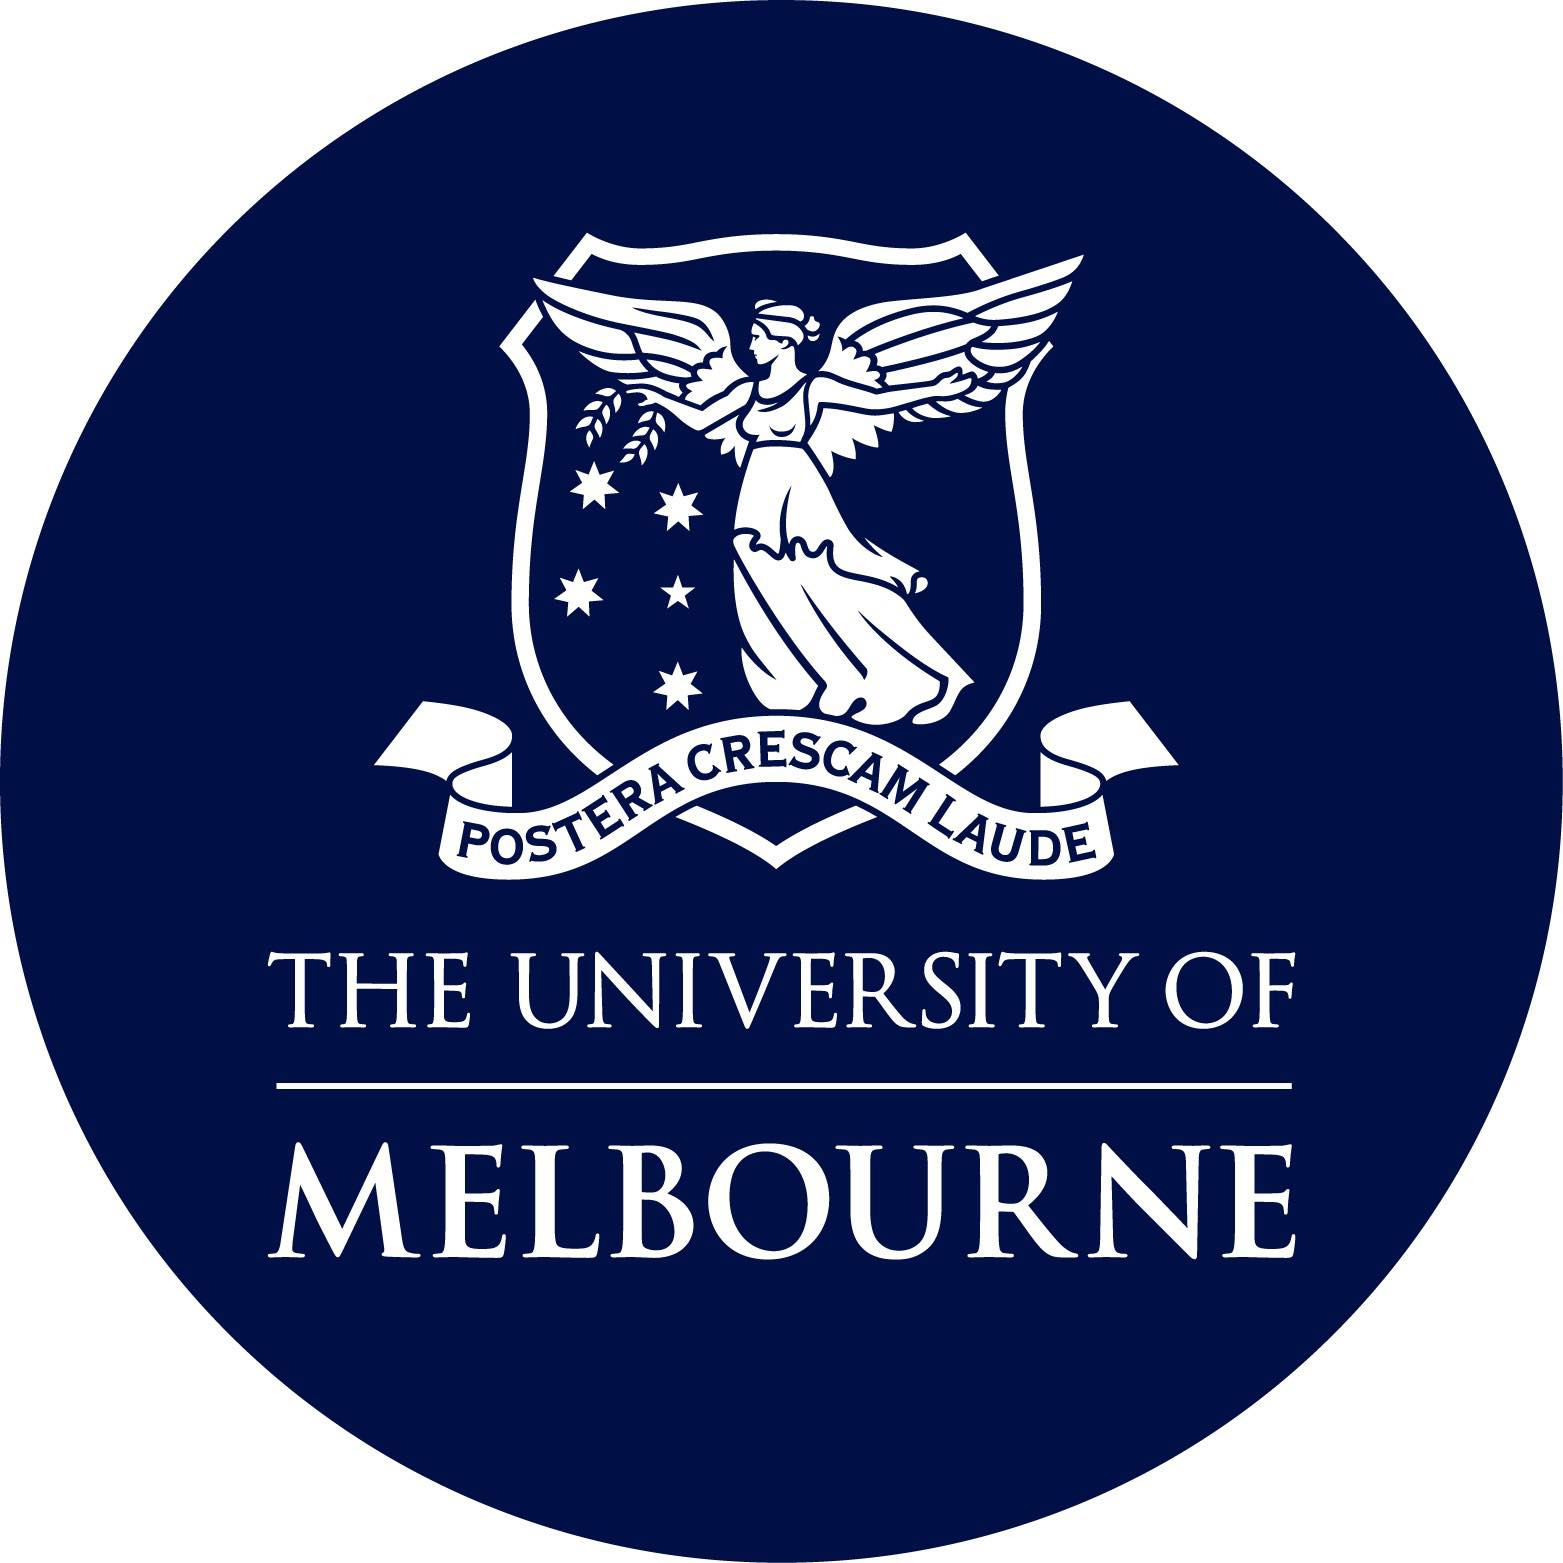 POSTERA CRESCAM LAUDE
THE UNIVERSITY OF
MELBOURNE